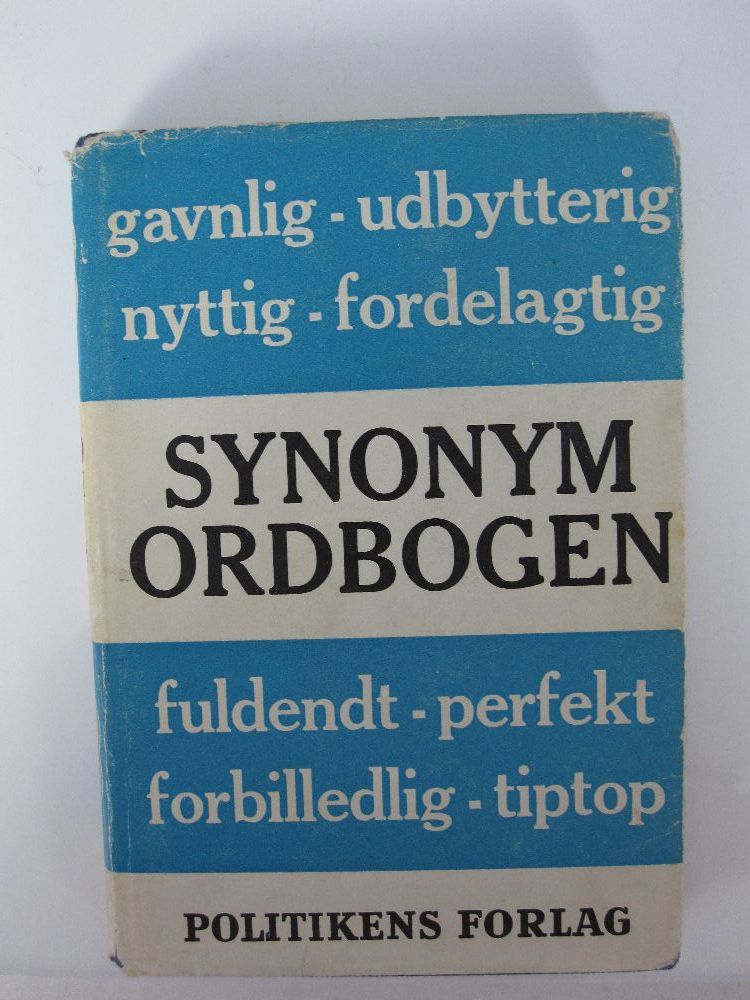 gavnlig - udbytterig
nyttig - fordelagtig
SYNONYM
ORDBOGEN
fuldendt - perfekt
forbilledlig - tiptop
POLITIKENS FORLAG